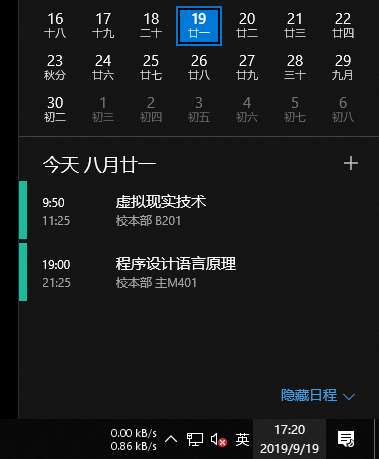 16 17 18 19 20 21 22
十八 十九 二十 廿一 廿二 廿三 廿四
23 24 25 26 27 28 29
秋分 廿六 廿七 廿八 廿九 三十 九月
30 1 2 3 4 5 6
初二 初三 初四 初五 初六 初七 初八
今天 八月廿一
9:50 虚拟现实技术
11:25 校本部 B201
19:00 程序设计语言原理
21:25 校本部 主M401
隐藏日程
0.00 kB/s
0.86 kB/s
英
17:20
2019/9/19